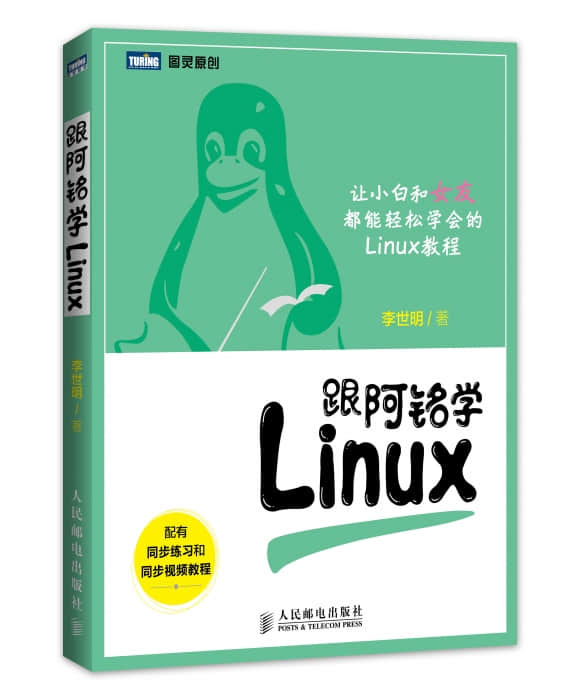 TURING 图灵原创
让小白和女友
都能轻松学会的
Linux教程
李世明/著
跟阿铭学
Linux
配有
同步练习和
同步视频教程
人民邮电出版社
POSTS & TELECOM PRESS
跟阿铭学Linux
李世明/著
人民邮电出版社